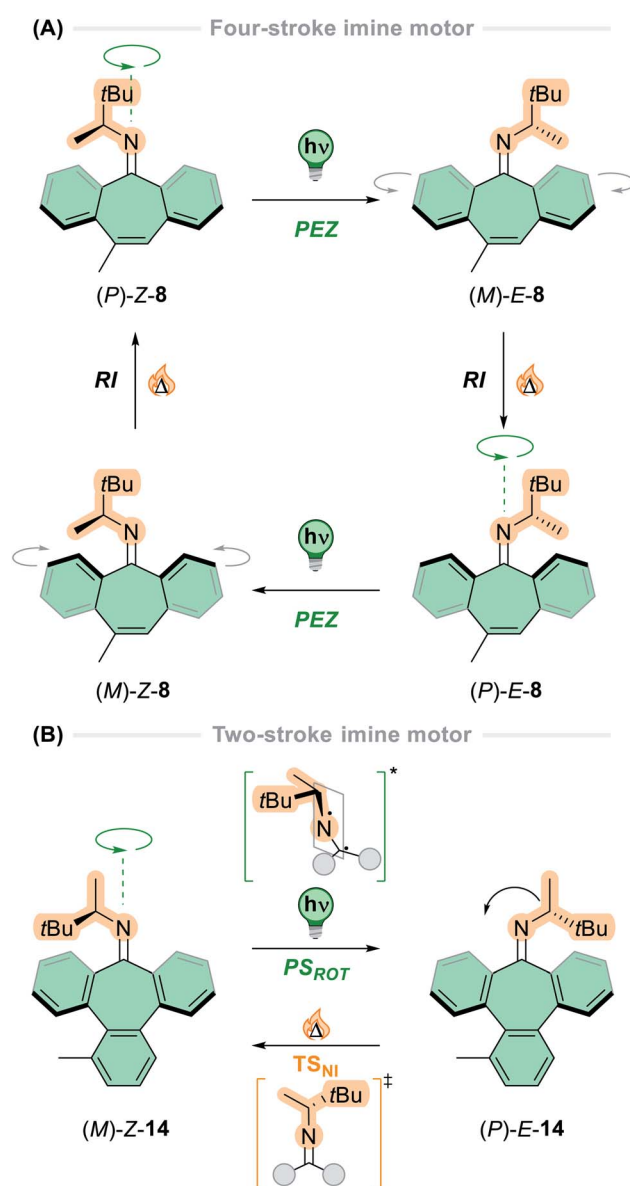 (A) Four-stroke imine motor
tBu
N
hν
PEZ
tBu
N
(P)-Z-8
(M)-E-8
RI
Δ
RI
Δ
tBu
N
hν
PEZ
tBu
N
(M)-Z-8
(P)-E-8
(B) Two-stroke imine motor
*
tBu
N
tBu
N
hν
PSROT
N
tBu
Δ
TSNI
‡
tBu
N
(M)-Z-14
(P)-E-14